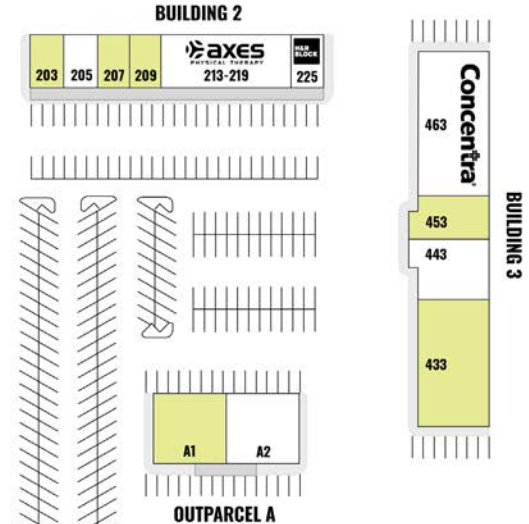 BUILDING 2
203
205
207
209
axes
PHYSICAL THERAPY
213-219
H&R
BLOCK
225
Concentra
463
453
443
433
BUILDING 3
A1
A2
OUTPARCEL A